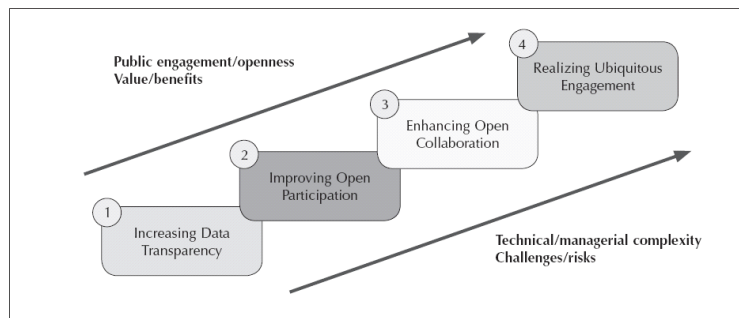 Public engagement/openness
Value/benefits
4
Realizing Ubiquitous
Engagement
3
Enhancing Open
Collaboration
2
Improving Open
Participation
1
Increasing Data
Transparency
Technical/managerial complexity
Challenges/risks